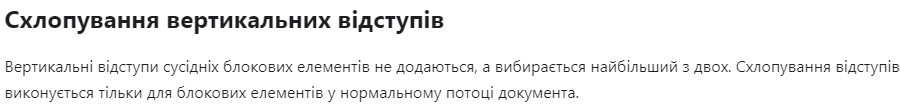 Схлопування вертикальних відступів
Вертикальні відступи сусідніх блокових елементів не додаються, а вибирається найбільший з двох. Схлопування відступів
виконується тільки для блокових елементів у нормальному потоці документа.